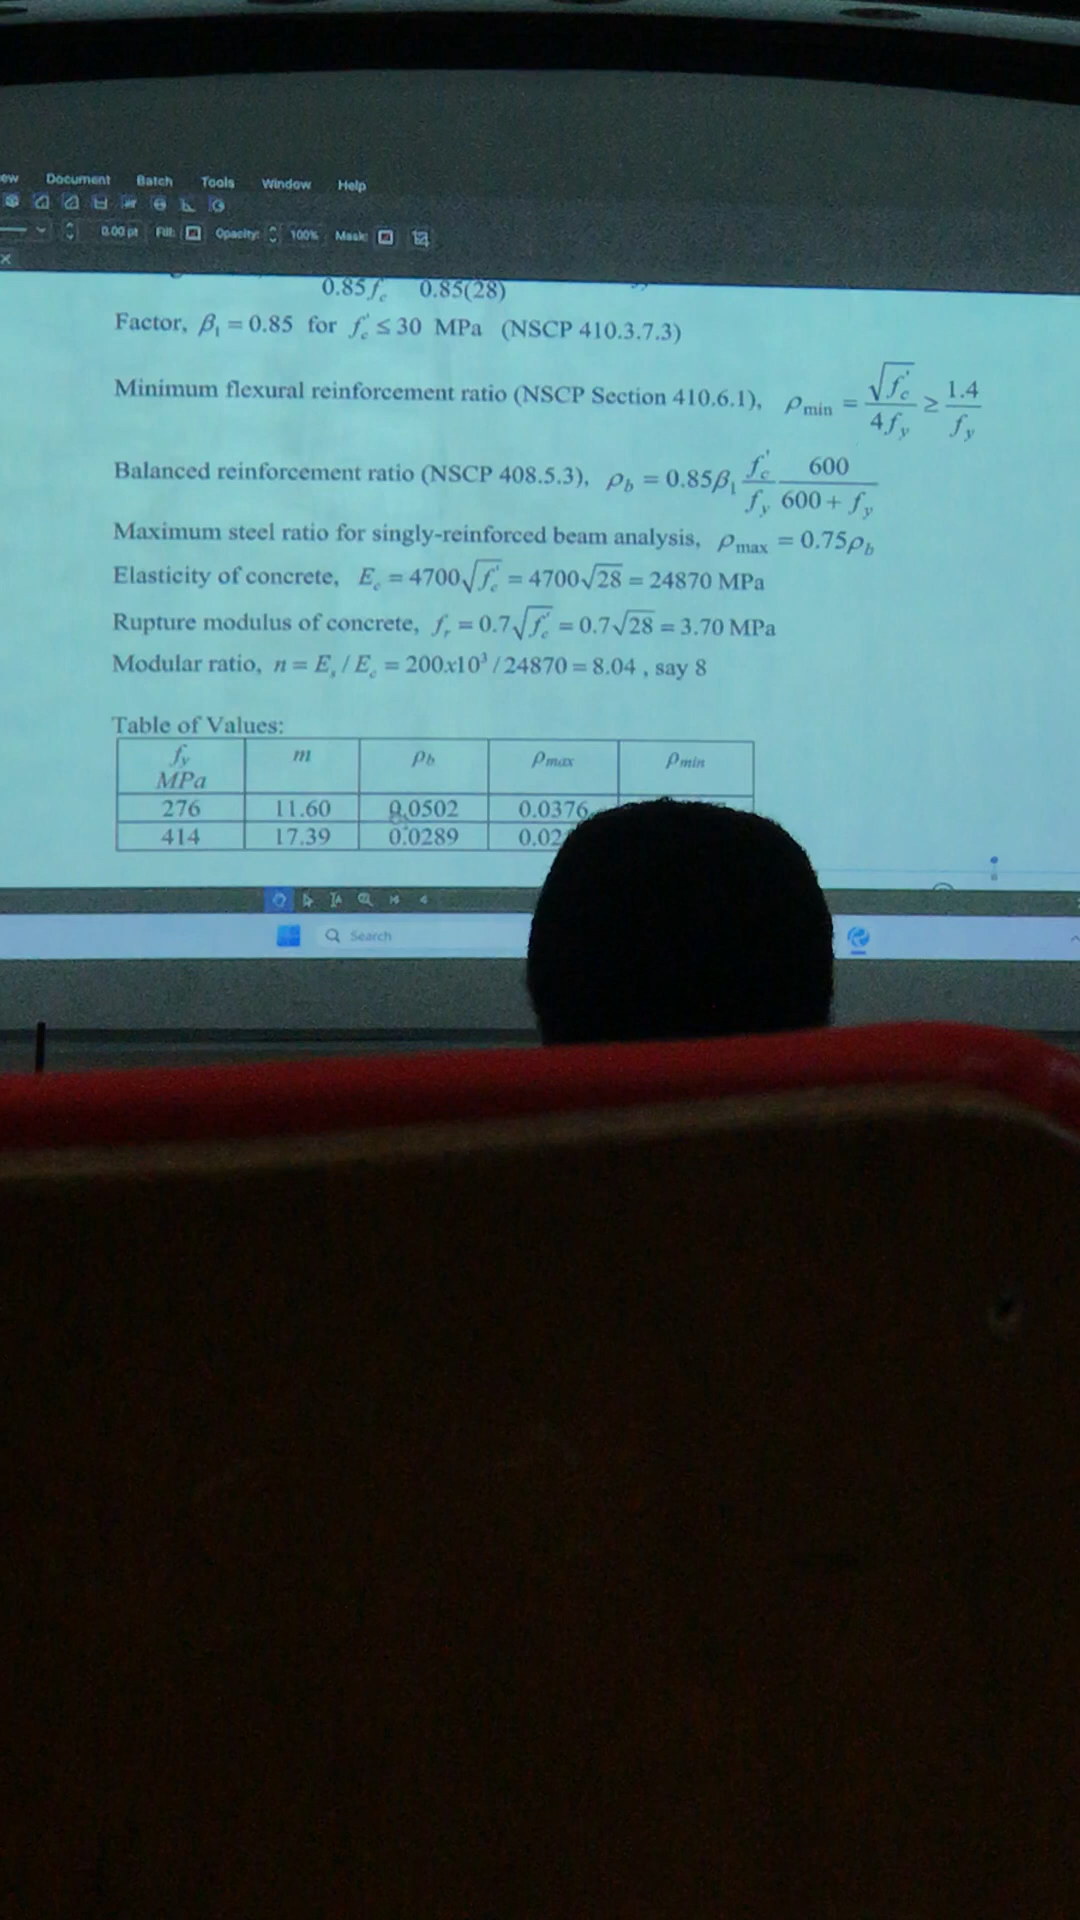 ew Document Batch Tools Window Help
0.00 pt Fill: Opacity: 100% Mask:
0.85f'c 0.85(28)
Factor, β₁ = 0.85 for f'c ≤ 30 MPa (NSCP 410.3.7.3)
Minimum flexural reinforcement ratio (NSCP Section 410.6.1), ρmin = √f'c / 4fy ≥ 1.4 / fy
Balanced reinforcement ratio (NSCP 408.5.3), ρb = 0.85β₁ f'c / fy 600 / 600 + fy
Maximum steel ratio for singly-reinforced beam analysis, ρmax = 0.75ρb
Elasticity of concrete, Ec = 4700√f'c = 4700√28 = 24870 MPa
Rupture modulus of concrete, fr = 0.7√f'c = 0.7√28 = 3.70 MPa
Modular ratio, n = Es / Ec = 200x10³ / 24870 = 8.04 , say 8
Table of Values:
fy MPa m ρb ρmax ρmin
276 11.60 0.0502 0.0376
414 17.39 0.0289 0.02
Search